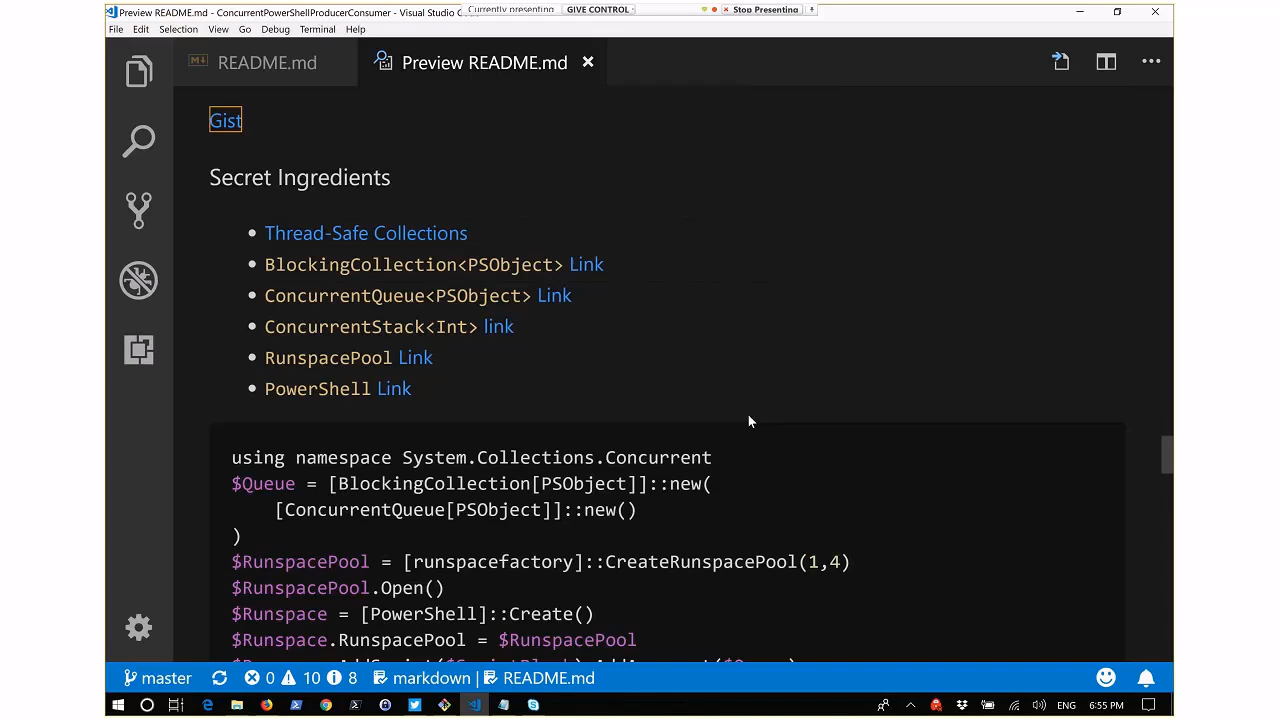 Preview README.md - ConcurrentPowerShellProducerConsumer - Visual Studio
Currently presenting GIVE CONTROL Stop Presenting
File Edit Selection View Go Debug Terminal Help
README.md Preview README.md
Gist
Secret Ingredients
Thread-Safe Collections
BlockingCollection<PSObject> Link
ConcurrentQueue<PSObject> Link
ConcurrentStack<Int> link
RunspacePool Link
PowerShell Link
using namespace System.Collections.Concurrent
$Queue = [BlockingCollection[PSObject]]::new(
[ConcurrentQueue[PSObject]]::new()
)
$RunspacePool = [runspacefactory]::CreateRunspacePool(1,4)
$RunspacePool.Open()
$Runspace = [PowerShell]::Create()
$Runspace.RunspacePool = $RunspacePool
master 0 10 8 markdown | README.md
ENG 6:55 PM